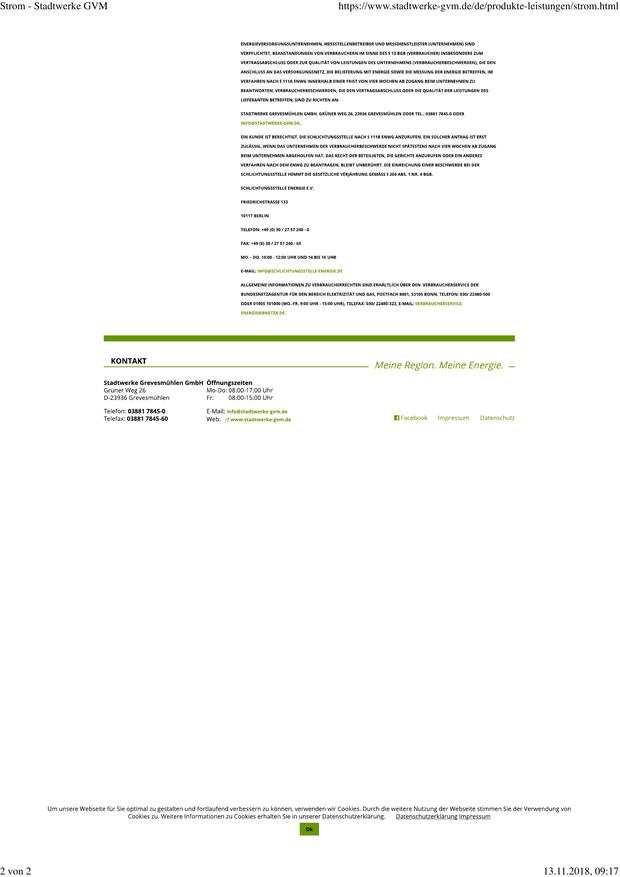 Strom - Stadtwerke GVM https://www.stadtwerke-gvm.de/de/produkte-leistungen/strom.html
ENERGIEVERSORGUNGSUNTERNEHMEN, MESSSTELLENBETREIBER UND MESSDIENSTLEISTER (UNTERNEHMEN) SIND
VERPFLICHTET, BEANSTANDUNGEN VON VERBRAUCHERN IM SINNE DES § 13 BGB (VERBRAUCHER) INSBESONDERE ZUM
VERTRAGSABSCHLUSS ODER ZUR QUALITÄT VON LEISTUNGEN DES UNTERNEHMENS (VERBRAUCHERBESCHWERDEN), DIE DEN
ANSCHLUSS AN DAS VERSORGUNGSNETZ, DIE BELIEFERUNG MIT ENERGIE SOWIE DIE MESSUNG DER ENERGIE BETREFFEN, IM
VERFAHREN NACH § 111A ENWG INNERHALB EINER FRIST VON VIER WOCHEN AB ZUGANG BEIM UNTERNEHMEN ZU
BEANTWORTEN. VERBRAUCHERBESCHWERDEN, DIE DEN VERTRAGSABSCHLUSS ODER DIE QUALITÄT DER LEISTUNGEN DES
LIEFERANTEN BETREFFEN, SIND ZU RICHTEN AN:
STADTWERKE GREVESMÜHLEN GMBH. GRÜNER WEG 26, 23936 GREVESMÜHLEN ODER TEL.: 03881 7845-0 ODER
INFO@STADTWERKE-GVM.DE.
EIN KUNDE IST BERECHTIGT, DIE SCHLICHTUNGSSTELLE NACH § 111B ENWG ANZURUFEN. EIN SOLCHER ANTRAG IST ERST
ZULÄSSIG, WENN DAS UNTERNEHMEN DER VERBRAUCHERBESCHWERDE NICHT SPÄTESTENS NACH VIER WOCHEN AB ZUGANG
BEIM UNTERNEHMEN ABGEHOLFEN HAT. DAS RECHT DER BETEILIGTEN, DIE GERICHTE ANZURUFEN ODER EIN ANDERES
VERFAHREN NACH DEM ENWG ZU BEANTRAGEN, BLEIBT UNBERÜHRT. DIE EINREICHUNG EINER BESCHWERDE BEI DER
SCHLICHTUNGSSTELLE HEMMT DIE GESETZLICHE VERJÄHRUNG GEMÄSS § 204 ABS. 1 NR. 4 BGB.
SCHLICHTUNGSSTELLE ENERGIE E.V.
FRIEDRICHSTRASSE 133
10117 BERLIN
TELEFON: +49 (0) 30 / 27 57 240 - 0
FAX: +49 (0) 30 / 27 57 240 - 69
MO. - DO. 10:00 - 12:00 UHR UND 14 BIS 16 UHR
E-MAIL: INFO@SCHLICHTUNGSSTELLE-ENERGIE.DE
ALLGEMEINE INFORMATIONEN ZU VERBRAUCHERRECHTEN SIND ERHÄLTLICH ÜBER DEN VERBRAUCHERSERVICE DER
BUNDESNETZAGENTUR FÜR DEN BEREICH ELEKTRIZITÄT UND GAS, POSTFACH 8001, 53105 BONN, TELEFON: 030/ 22480-500
ODER 01805 101000 (MO.-FR. 9:00 UHR - 15:00 UHR), TELEFAX: 030/ 22480-323, E-MAIL: VERBRAUCHERSERVICE-
ENERGIE@BNETZA.DE.
KONTAKT
Meine Region. Meine Energie.
Stadtwerke Grevesmühlen GmbH Öffnungszeiten
Grüner Weg 26 Mo-Do: 08:00-17:00 Uhr
D-23936 Grevesmühlen Fr: 08:00-15:00 Uhr
Telefon: 03881 7845-0 E-Mail: info@stadtwerke-gvm.de
Telefax: 03881 7845-60 Web: www.stadtwerke-gvm.de
Facebook Impressum Datenschutz
Um unsere Webseite für Sie optimal zu gestalten und fortlaufend verbessern zu können, verwenden wir Cookies. Durch die weitere Nutzung der Webseite stimmen Sie der Verwendung von
Cookies zu. Weitere Informationen zu Cookies erhalten Sie in unserer Datenschutzerklärung. Datenschutzerklärung Impressum
Ok
2 von 2 13.11.2018, 09:17